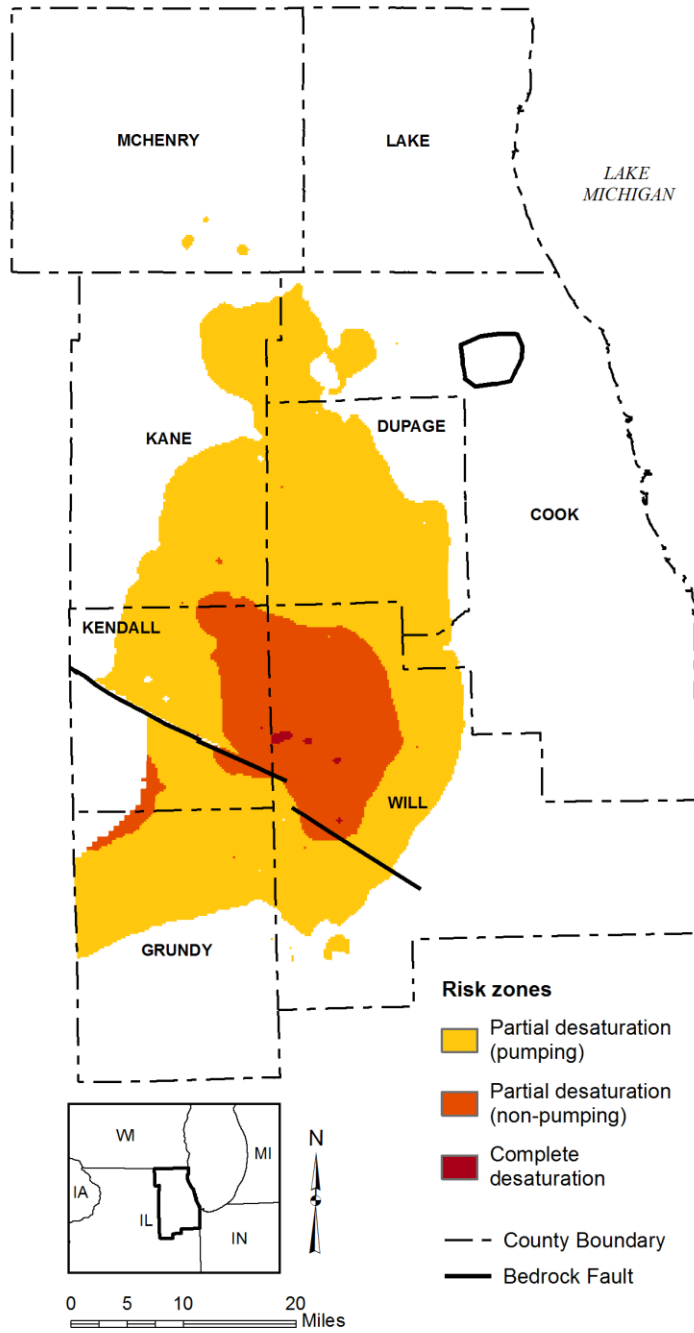 MCHENRY
LAKE
LAKE
MICHIGAN
KANE
DUPAGE
COOK
KENDALL
WILL
GRUNDY
Risk zones
Partial desaturation
(pumping)
Partial desaturation
(non-pumping)
Complete
desaturation
County Boundary
Bedrock Fault
WI
MI
IA
IL
IN
N
0 5 10 20
Miles